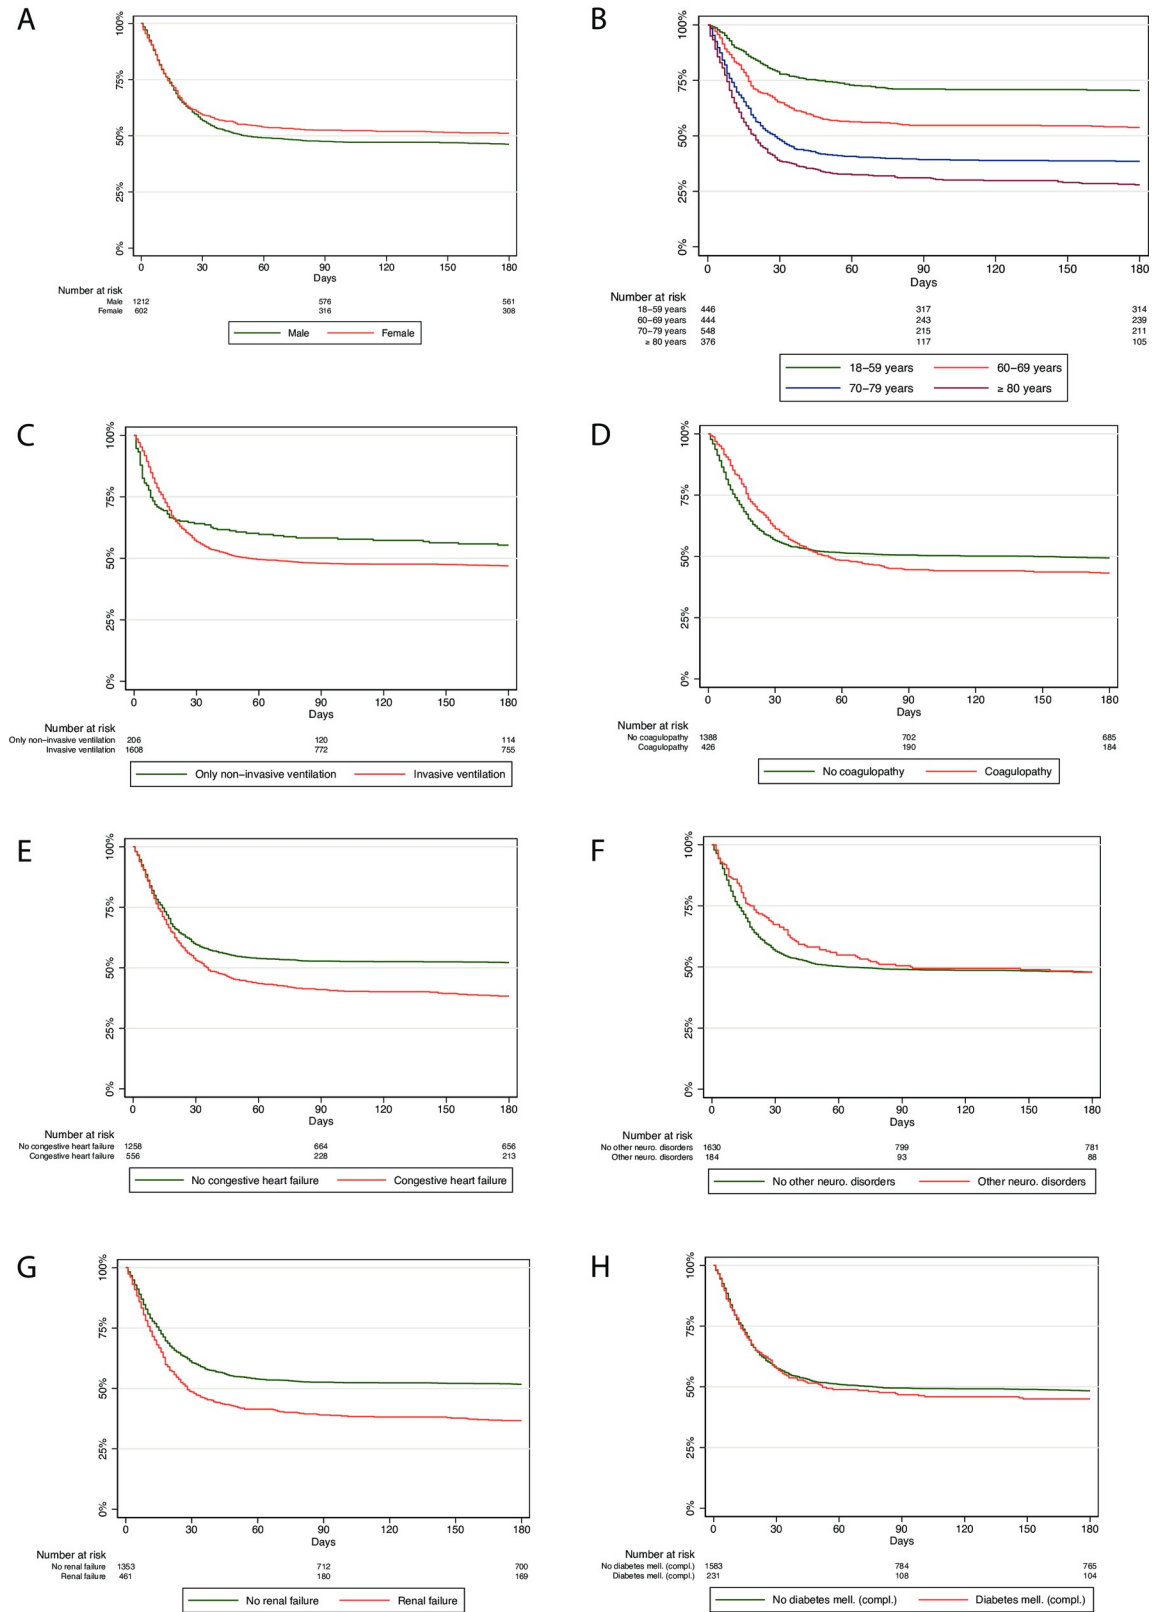 A
100%
75%
50%
25%
0%
0 30 60 90 120 150 180
Days
Number at risk
Male 1212 576 561
Female 602 316 308
Male Female
B
100%
75%
50%
25%
0%
0 30 60 90 120 150 180
Days
Number at risk
18–59 years 446 317 314
60–69 years 444 243 239
70–79 years 548 215 211
≥ 80 years 376 117 105
18–59 years 60–69 years
70–79 years ≥ 80 years
C
100%
75%
50%
25%
0%
0 30 60 90 120 150 180
Days
Number at risk
Only non–invasive ventilation 206 120 114
Invasive ventilation 1608 772 755
Only non–invasive ventilation Invasive ventilation
D
100%
75%
50%
25%
0%
0 30 60 90 120 150 180
Days
Number at risk
No coagulopathy 1388 702 685
Coagulopathy 426 190 184
No coagulopathy Coagulopathy
E
100%
75%
50%
25%
0%
0 30 60 90 120 150 180
Days
Number at risk
No congestive heart failure 1258 664 656
Congestive heart failure 556 228 213
No congestive heart failure Congestive heart failure
F
100%
75%
50%
25%
0%
0 30 60 90 120 150 180
Days
Number at risk
No other neuro. disorders 1630 799 781
Other neuro. disorders 184 93 88
No other neuro. disorders Other neuro. disorders
G
100%
75%
50%
25%
0%
0 30 60 90 120 150 180
Days
Number at risk
No renal failure 1353 712 700
Renal failure 461 180 169
No renal failure Renal failure
H
100%
75%
50%
25%
0%
0 30 60 90 120 150 180
Days
Number at risk
No diabetes mell. (compl.) 1583 784 765
Diabetes mell. (compl.) 231 108 104
No diabetes mell. (compl.) Diabetes mell. (compl.)